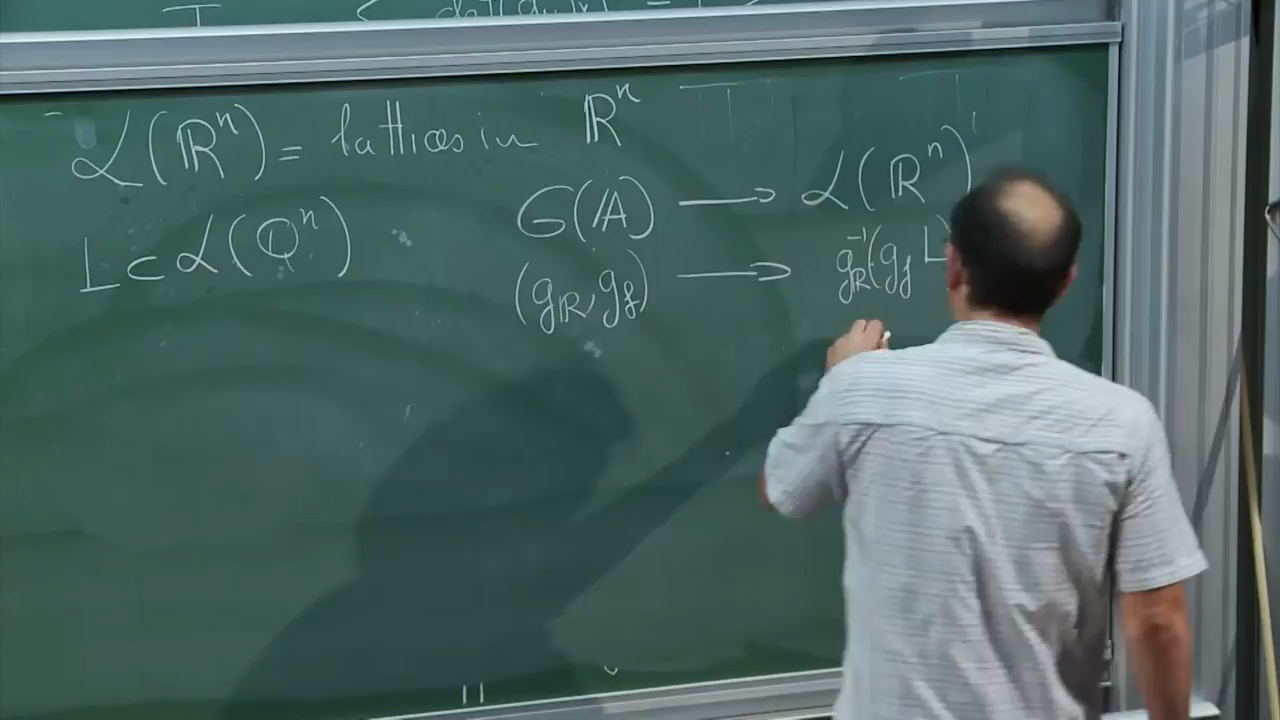 ℒ(ℝⁿ) = lattices in ℝⁿ
G(𝔸) ⟶ ℒ(ℝⁿ)'
L ⊂ ℒ(ℚⁿ)
(g_ℝ, g_f) ⟶ g_ℝ⁻¹(g_f L